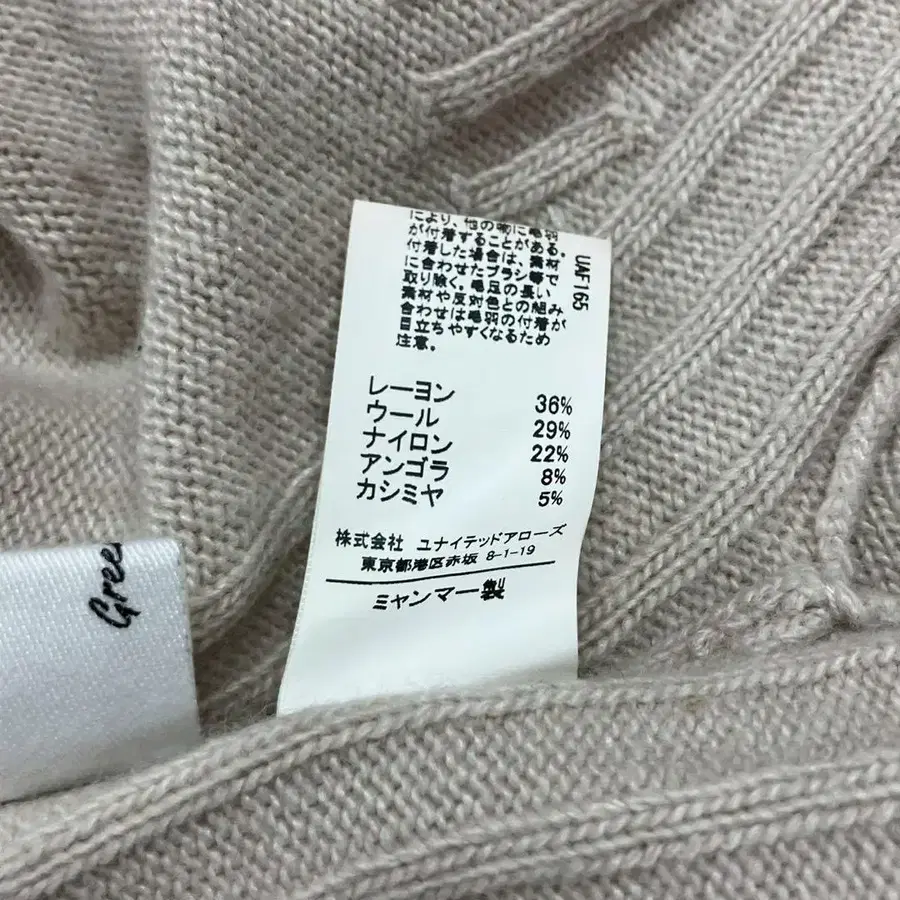 により、他の物に毛羽
が付着することがある。
付着した場合は、素材
に合わせたブラシ等で
取り除く。毛足の長い
素材や反対色との組み
合わせは毛羽の付着が
目立ちやすくなるため
注意。
UAF165
レーヨン 36%
ウール 29%
ナイロン 22%
アンゴラ 8%
カシミヤ 5%
株式会社 ユナイテッドアローズ
東京都港区赤坂 8-1-19
ミヤンマー製
Gree